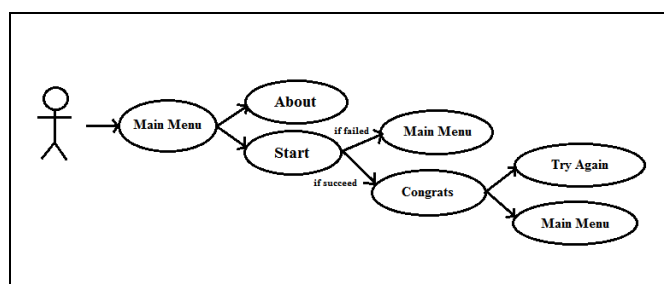 Main Menu
About
Start
if failed
Main Menu
if succeed
Congrats
Try Again
Main Menu